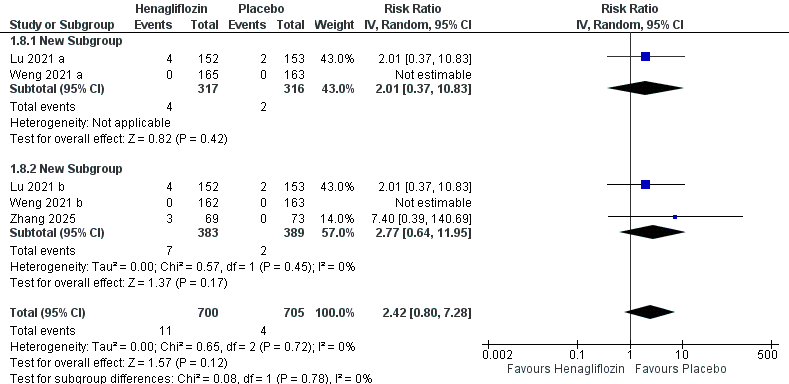 Henagliflozin Placebo Risk Ratio Risk Ratio
Study or Subgroup Events Total Events Total Weight IV, Random, 95% CI IV, Random, 95% CI
1.8.1 New Subgroup
Lu 2021 a 4 152 2 153 43.0% 2.01 [0.37, 10.83]
Weng 2021 a 0 165 0 163 Not estimable
Subtotal (95% CI) 317 316 43.0% 2.01 [0.37, 10.83]
Total events 4 2
Heterogeneity: Not applicable
Test for overall effect: Z = 0.82 (P = 0.42)
1.8.2 New Subgroup
Lu 2021 b 4 152 2 153 43.0% 2.01 [0.37, 10.83]
Weng 2021 b 0 162 0 163 Not estimable
Zhang 2025 3 69 0 73 14.0% 7.40 [0.39, 140.69]
Subtotal (95% CI) 383 389 57.0% 2.77 [0.64, 11.95]
Total events 7 2
Heterogeneity: Tau² = 0.00; Chi² = 0.57, df = 1 (P = 0.45); I² = 0%
Test for overall effect: Z = 1.37 (P = 0.17)
Total (95% CI) 700 705 100.0% 2.42 [0.80, 7.28]
Total events 11 4
Heterogeneity: Tau² = 0.00; Chi² = 0.65, df = 2 (P = 0.72); I² = 0%
Test for overall effect: Z = 1.57 (P = 0.12)
Test for subgroup differences: Chi² = 0.08, df = 1 (P = 0.78), I² = 0%
0.002 0.1 1 10 500
Favours Henagliflozin Favours Placebo